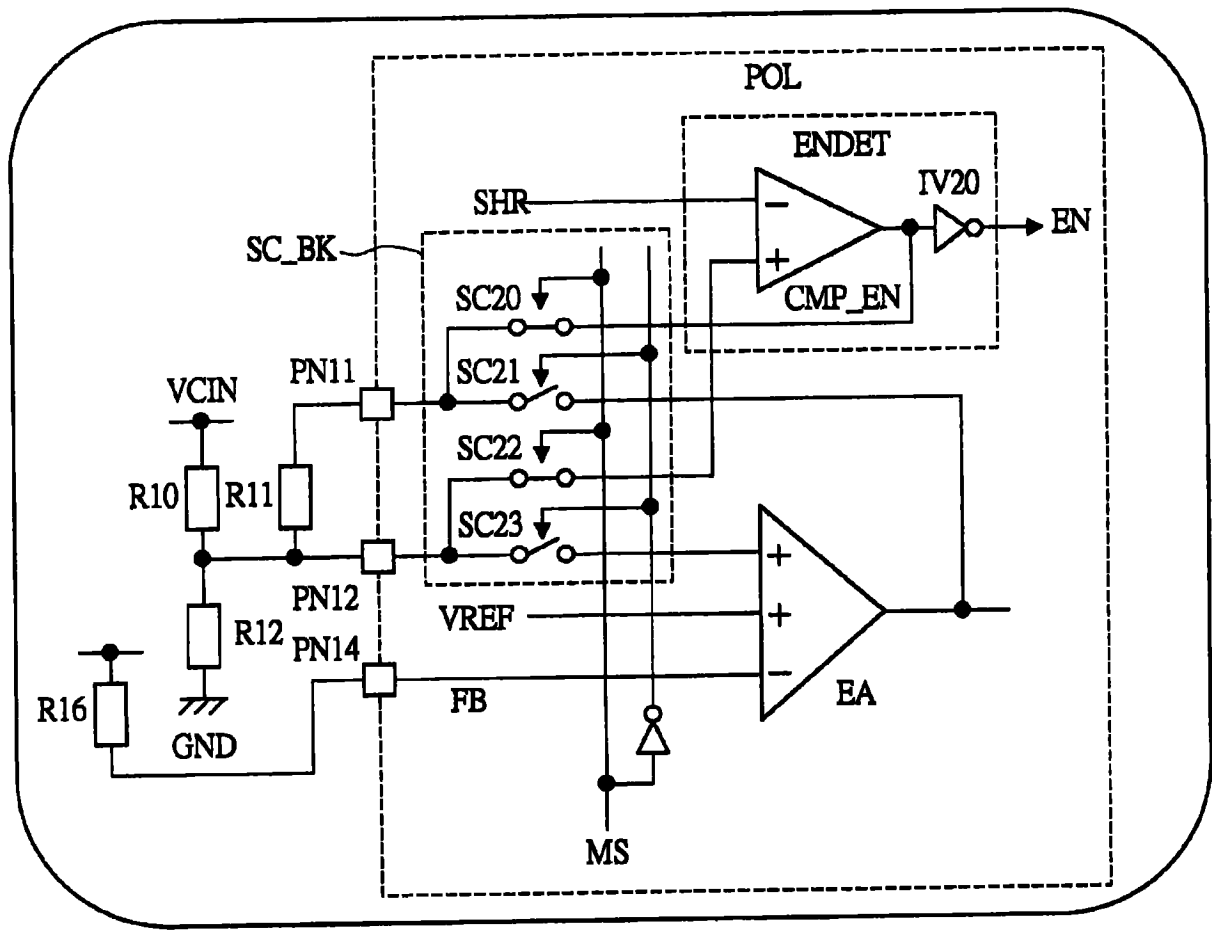 POL
ENDET
IV20
SHR
−
EN
SC_BK
+
SC20
CMP_EN
PN11
SC21
VCIN
SC22
R10
R11
SC23
+
PN12
VREF
+
R12
PN14
−
R16
FB
EA
GND
MS